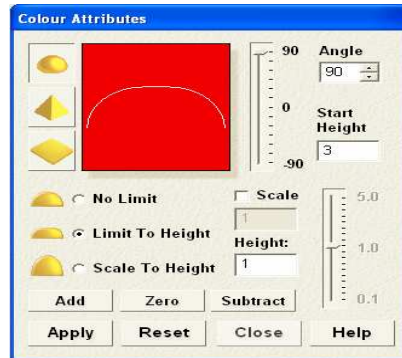 Colour Attributes
90
0
-90
Angle
90
Start
Height
3
No Limit
Limit To Height
Scale To Height
Scale
1
Height:
1
5.0
1.0
0.1
Add
Zero
Subtract
Apply
Reset
Close
Help